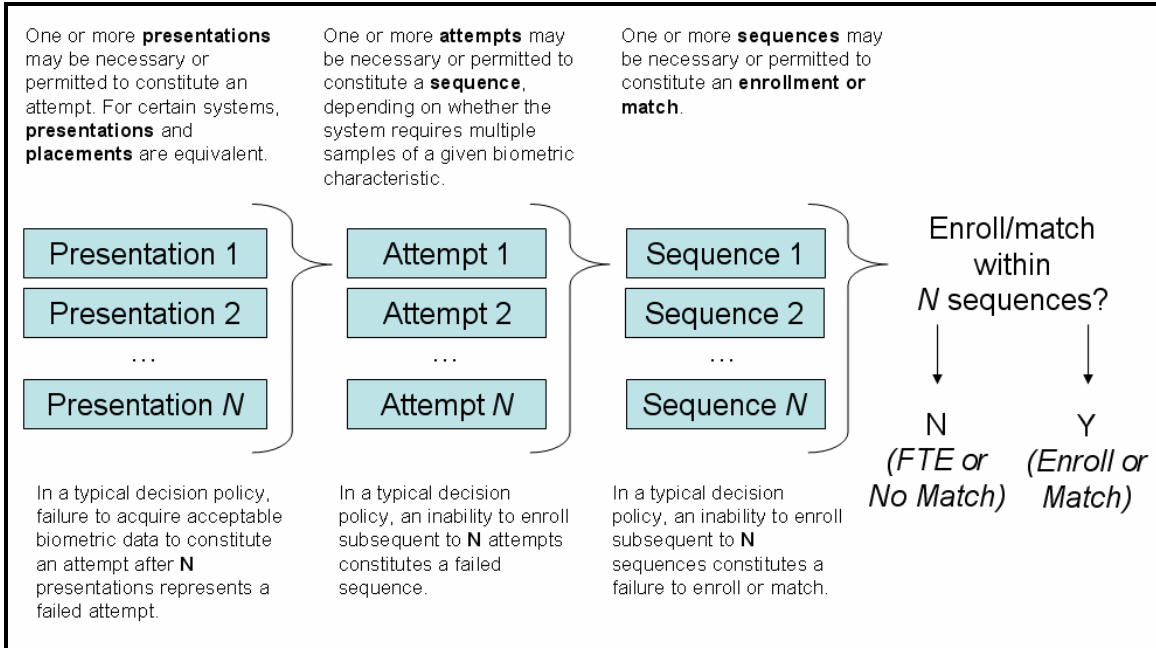 One or more presentations
may be necessary or
permitted to constitute an
attempt. For certain systems,
presentations and
placements are equivalent.
One or more attempts may
be necessary or permitted to
constitute a sequence,
depending on whether the
system requires multiple
samples of a given biometric
characteristic.
One or more sequences may
be necessary or permitted to
constitute an enrollment or
match.
Presentation 1
Presentation 2
...
Presentation N
Attempt 1
Attempt 2
...
Attempt N
Sequence 1
Sequence 2
...
Sequence N
Enroll/match
within
N sequences?
N
(FTE or
No Match)
Y
(Enroll or
Match)
In a typical decision policy,
failure to acquire acceptable
biometric data to constitute
an attempt after N
presentations represents a
failed attempt.
In a typical decision
policy, an inability to enroll
subsequent to N attempts
constitutes a failed
sequence.
In a typical decision
policy, an inability to enroll
subsequent to N
sequences constitutes a
failure to enroll or match.